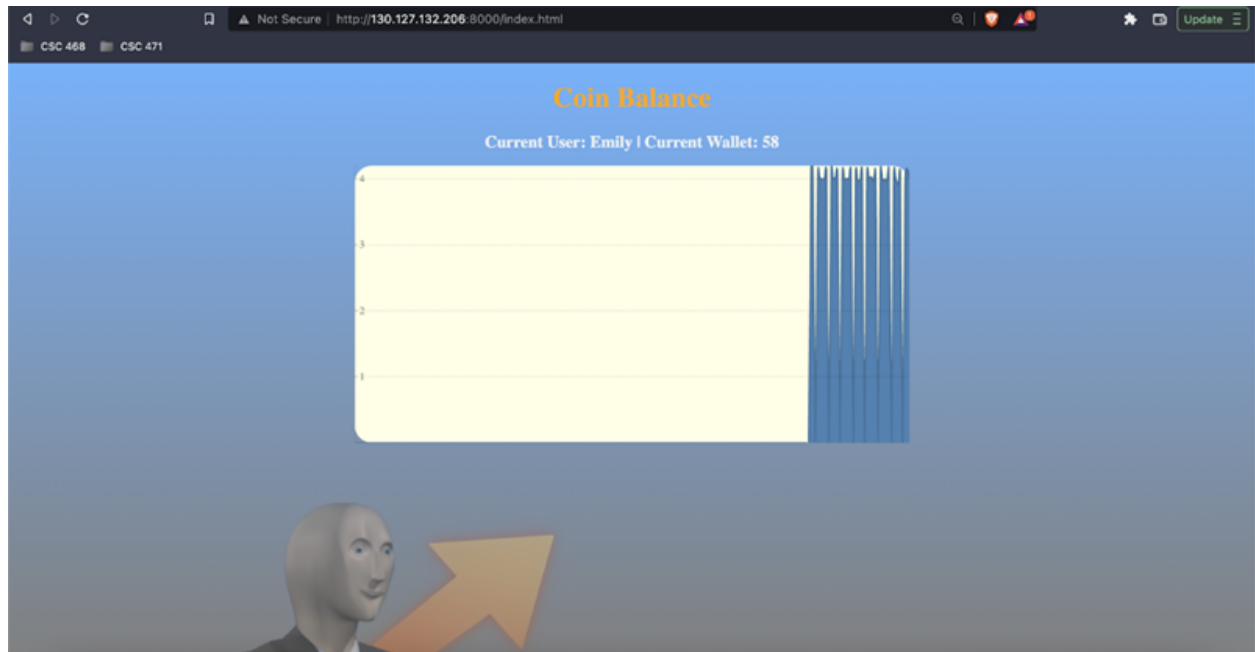 Not Secure http://130.127.132.206:8000/index.html
Update
CSC 468 CSC 471
Coin Balance
Current User: Emily | Current Wallet: 58
4
3
2
1